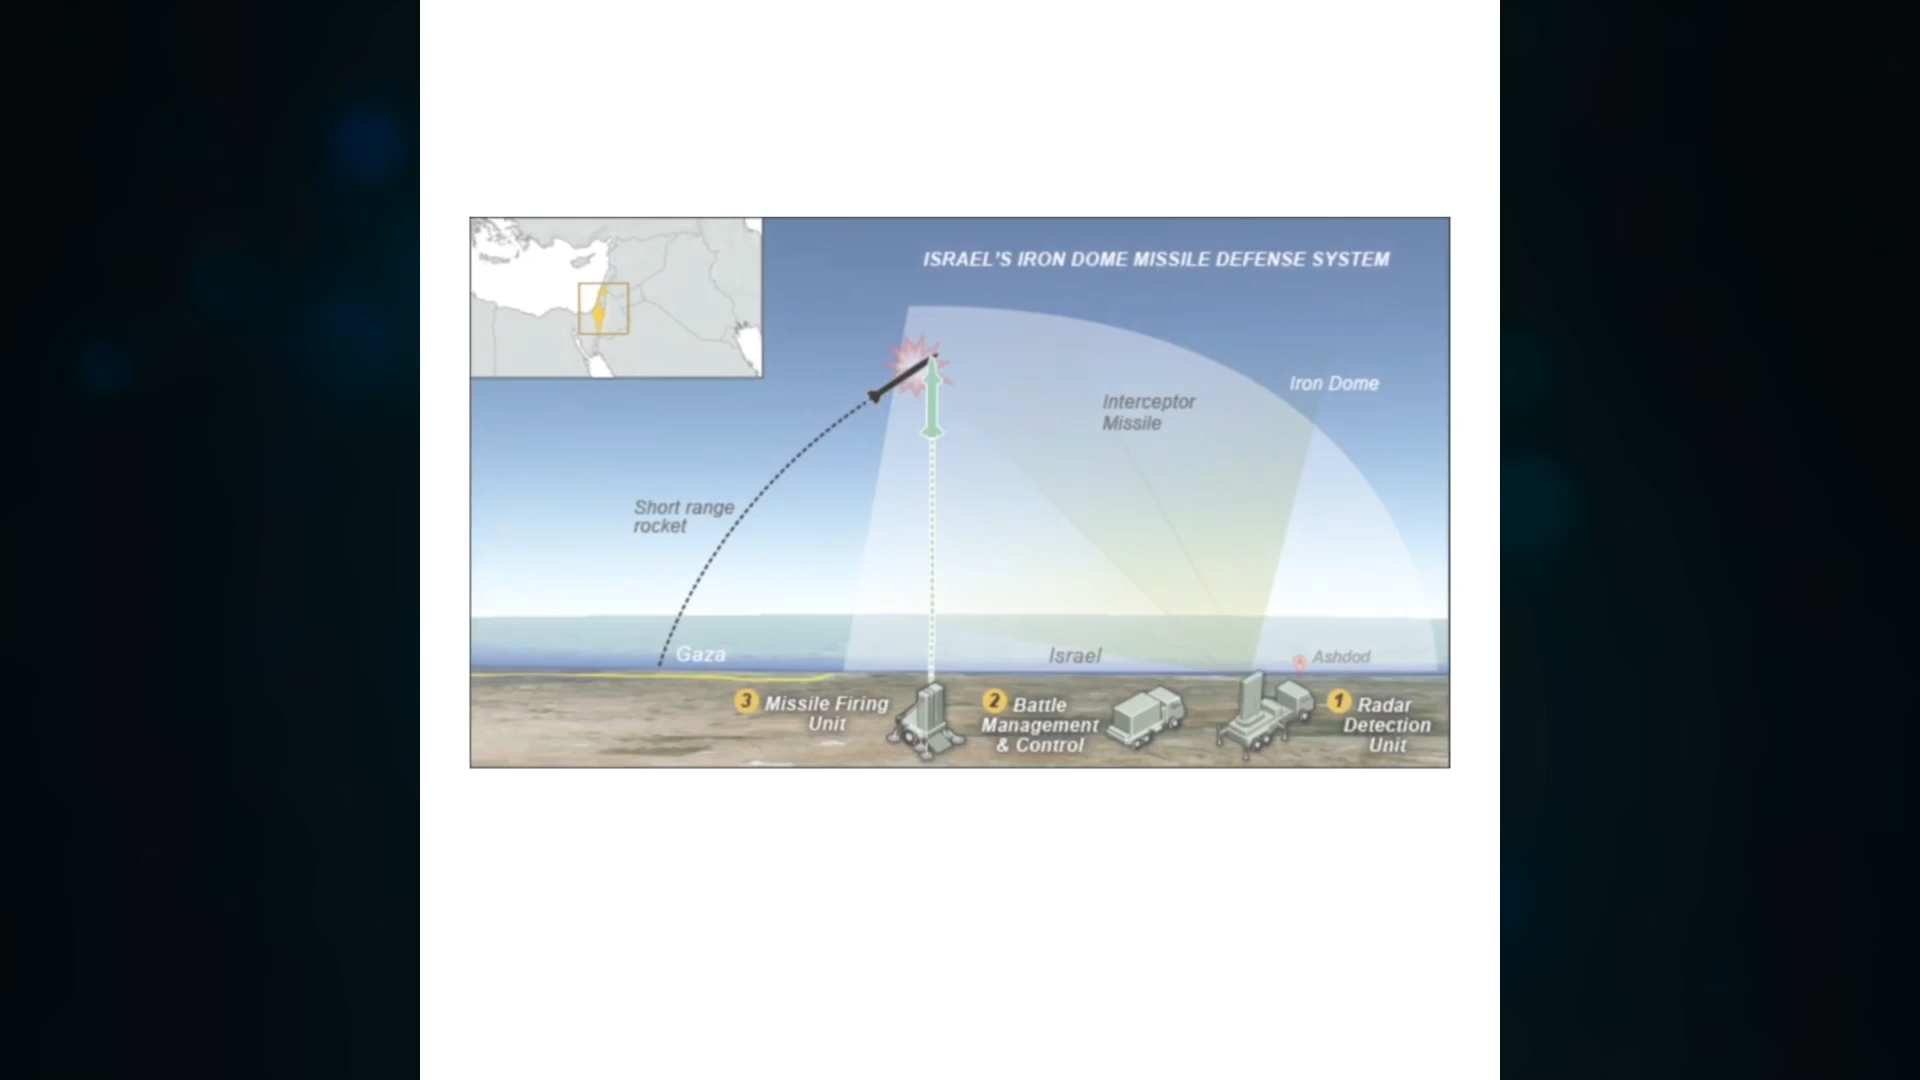 ISRAEL'S IRON DOME MISSILE DEFENSE SYSTEM
Iron Dome
Interceptor
Missile
Short range
rocket
Gaza
Israel
Ashdod
3 Missile Firing
Unit
2 Battle
Management
& Control
1 Radar
Detection
Unit